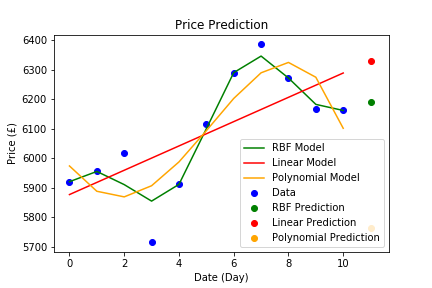 Price Prediction
6400
6300
6200
6100
6000
5900
5800
5700
Price (£)
0
2
4
6
8
10
Date (Day)
RBF Model
Linear Model
Polynomial Model
Data
RBF Prediction
Linear Prediction
Polynomial Prediction